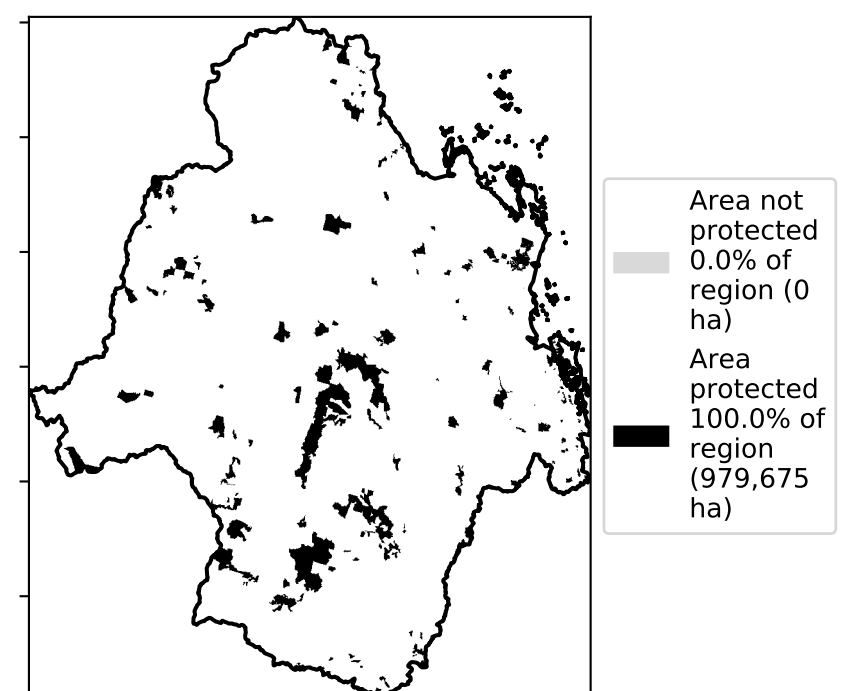 Area not
protected
0.0% of
region (0
ha)
Area
protected
100.0% of
region
(979,675
ha)